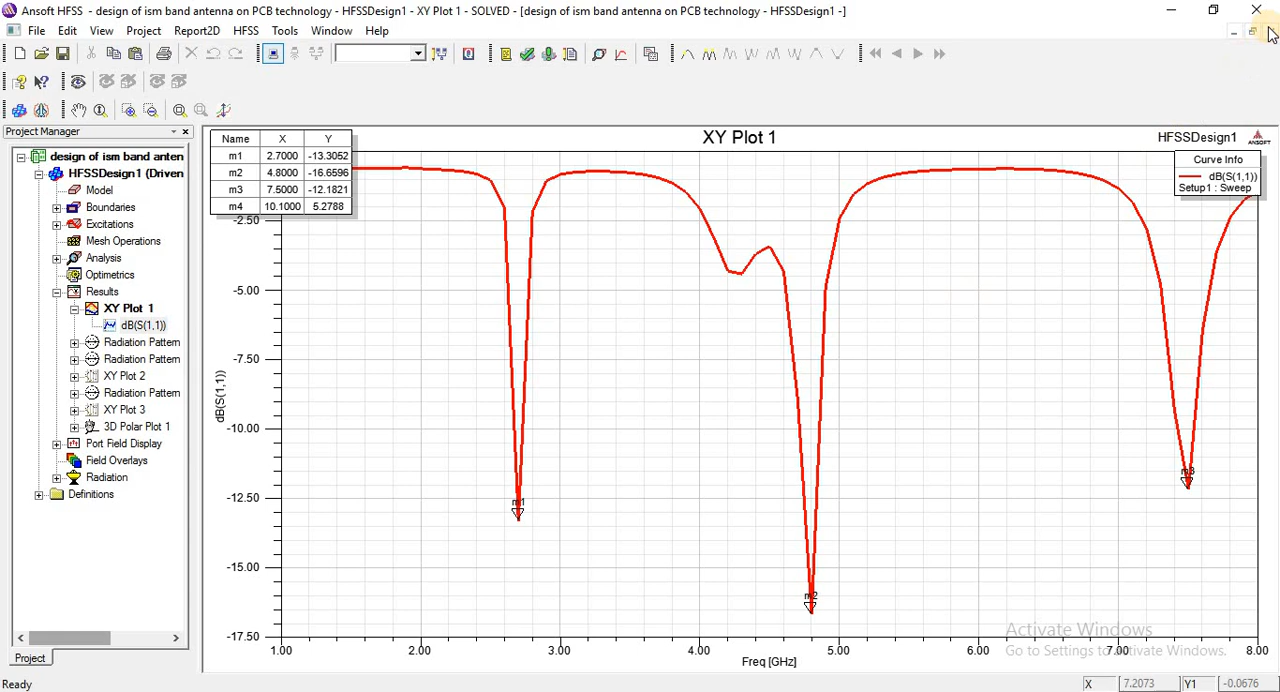 Ansoft HFSS - design of ism band antenna on PCB technology - HFSSDesign1 - XY Plot 1 - SOLVED - [design of ism band antenna on PCB technology - HFSSDesign1 -]
File Edit View Project Report2D HFSS Tools Window Help
Project Manager
design of ism band anten
HFSSDesign1 (Driven
Model
Boundaries
Excitations
Mesh Operations
Analysis
Optimetrics
Results
XY Plot 1
dB(S(1,1))
Radiation Pattern
Radiation Pattern
XY Plot 2
Radiation Pattern
XY Plot 3
3D Polar Plot 1
Port Field Display
Field Overlays
Radiation
Definitions
Project
XY Plot 1
HFSSDesign1
ANSOFT
Name X Y
m1 2.7000 -13.3052
m2 4.8000 -16.6596
m3 7.5000 -12.1821
m4 10.1000 5.2788
Curve Info
dB(S(1,1))
Setup1 : Sweep
-2.50
-5.00
-7.50
-10.00
-12.50
-15.00
-17.50
dB(S(1,1))
m1
m2
m3
1.00 2.00 3.00 4.00 5.00 6.00 7.00 8.00
Freq [GHz]
Activate Windows
Go to Settings to activate Windows.
Ready
X 7.2073 Y1 -0.0676